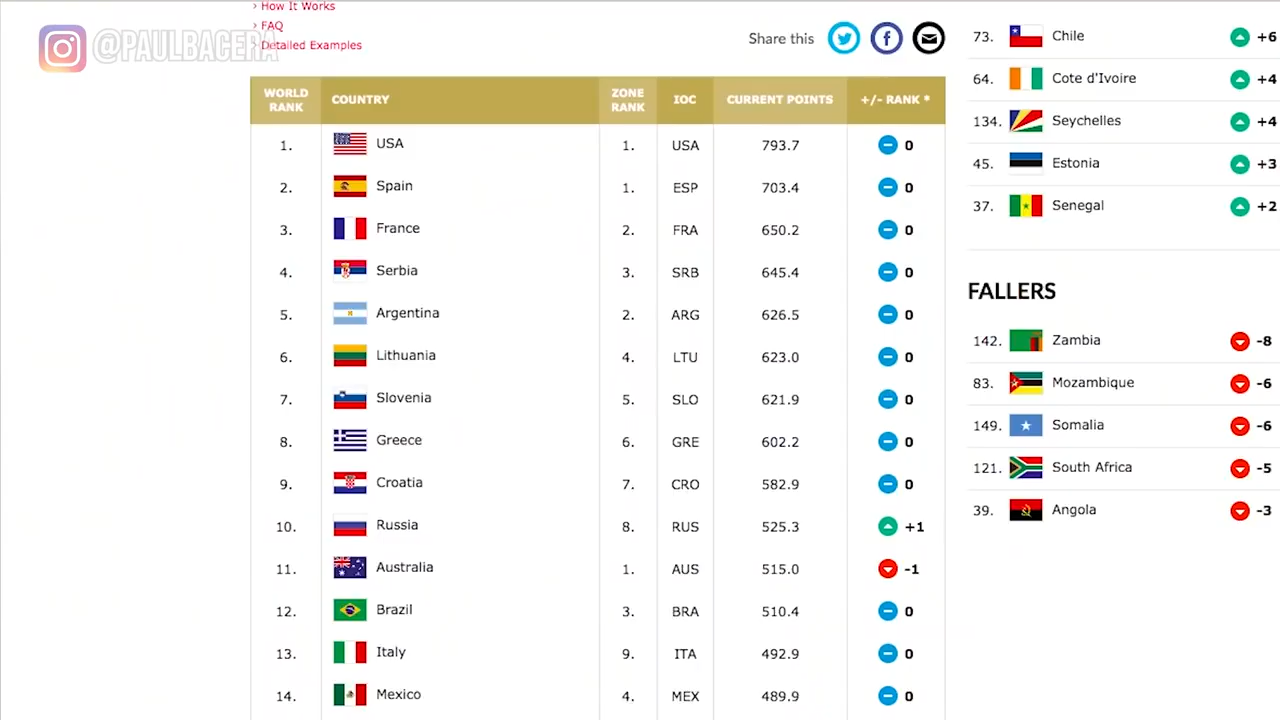 › How It Works
› FAQ
› Detailed Examples
@PAULBACERA
Share this
WORLD RANK COUNTRY ZONE RANK IOC CURRENT POINTS +/- RANK *
1. USA 1. USA 793.7 0
2. Spain 1. ESP 703.4 0
3. France 2. FRA 650.2 0
4. Serbia 3. SRB 645.4 0
5. Argentina 2. ARG 626.5 0
6. Lithuania 4. LTU 623.0 0
7. Slovenia 5. SLO 621.9 0
8. Greece 6. GRE 602.2 0
9. Croatia 7. CRO 582.9 0
10. Russia 8. RUS 525.3 +1
11. Australia 1. AUS 515.0 -1
12. Brazil 3. BRA 510.4 0
13. Italy 9. ITA 492.9 0
14. Mexico 4. MEX 489.9 0
73. Chile +6
64. Cote d'Ivoire +4
134. Seychelles +4
45. Estonia +3
37. Senegal +2
FALLERS
142. Zambia -8
83. Mozambique -6
149. Somalia -6
121. South Africa -5
39. Angola -3